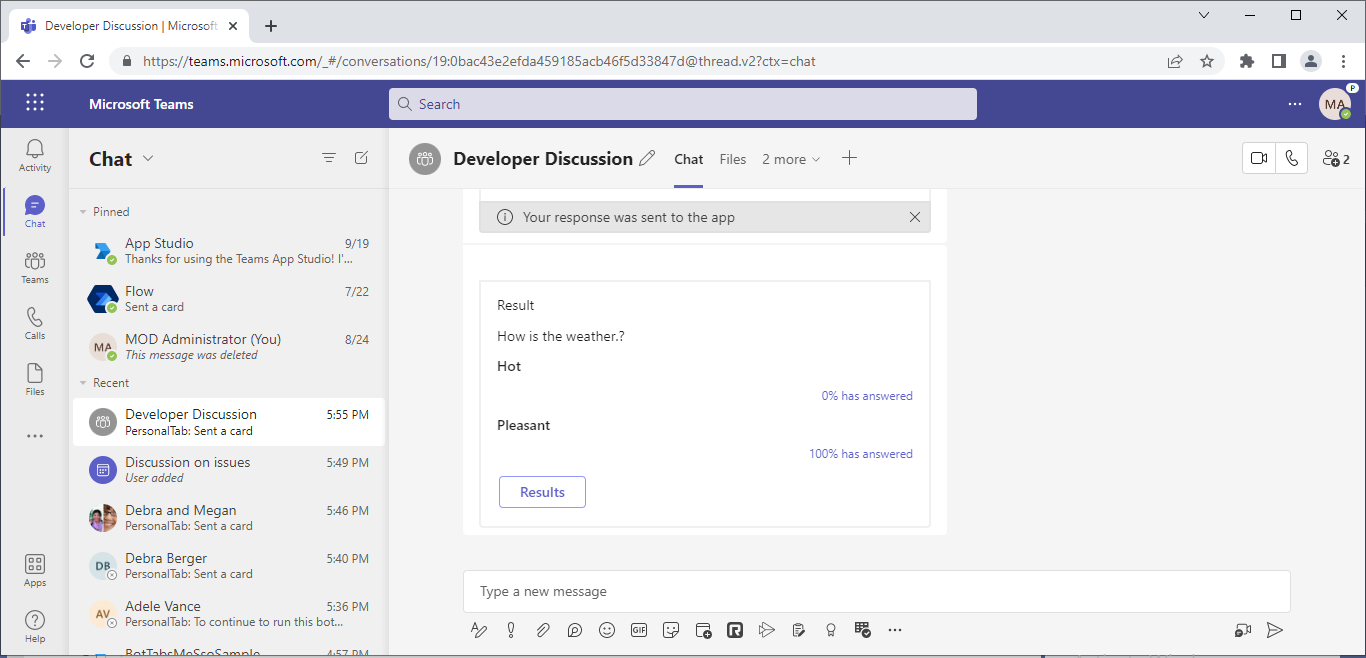 Developer Discussion | Microsoft
https://teams.microsoft.com/_#/conversations/19:0bac43e2efda459185acb46f5d33847d@thread.v2?ctx=chat
Microsoft Teams
Search
MA
P
Activity
Chat
Teams
Calls
Files
Apps
Help
Chat
Pinned
App Studio 9/19
Thanks for using the Teams App Studio! I'...
Flow 7/22
Sent a card
MA
MOD Administrator (You) 8/24
This message was deleted
Recent
Developer Discussion 5:55 PM
PersonalTab: Sent a card
Discussion on issues 5:49 PM
User added
Debra and Megan 5:46 PM
PersonalTab: Sent a card
DB
Debra Berger 5:40 PM
PersonalTab: Sent a card
AV
Adele Vance 5:36 PM
PersonalTab: To continue to run this bot...
BotTabsMeSsoSample 4:57 PM
Developer Discussion
Chat Files 2 more
2
Your response was sent to the app
Result
How is the weather.?
Hot
0% has answered
Pleasant
100% has answered
Results
Type a new message
GIF